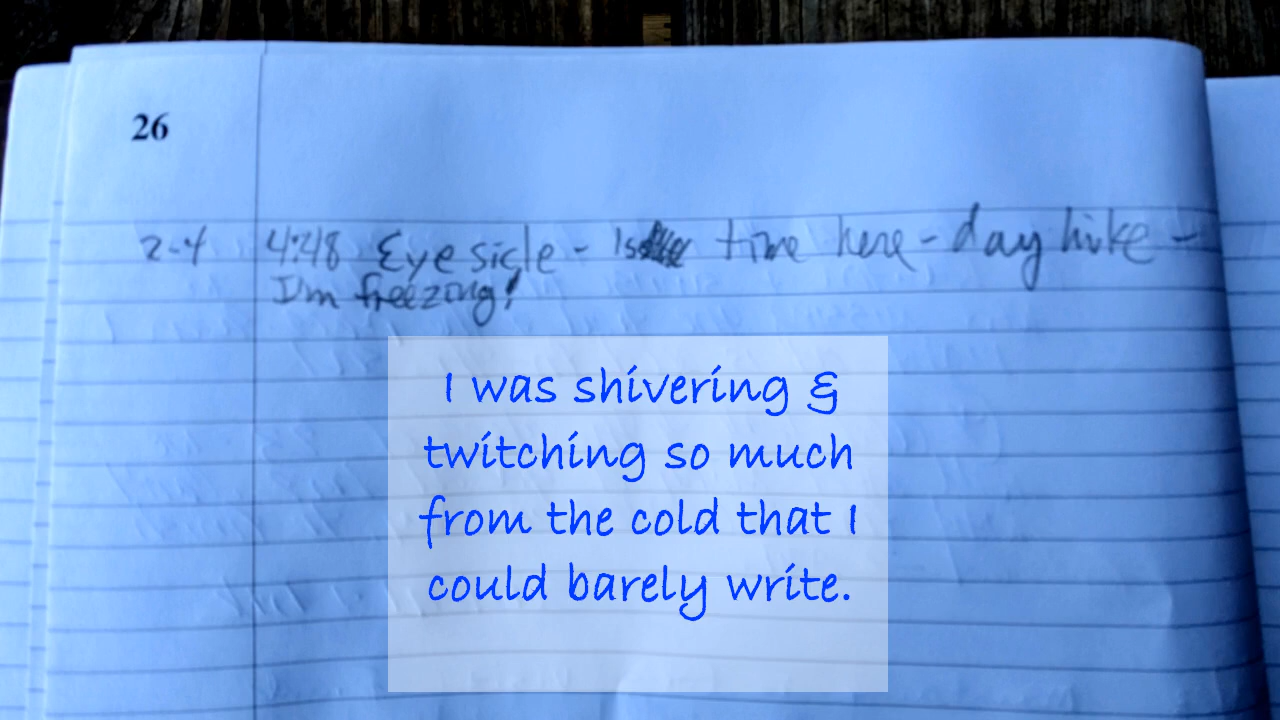 26
2-4 4:48 Eye sicle - 1st time here - day hike -
I'm freezing!
I was shivering &
twitching so much
from the cold that I
could barely write.